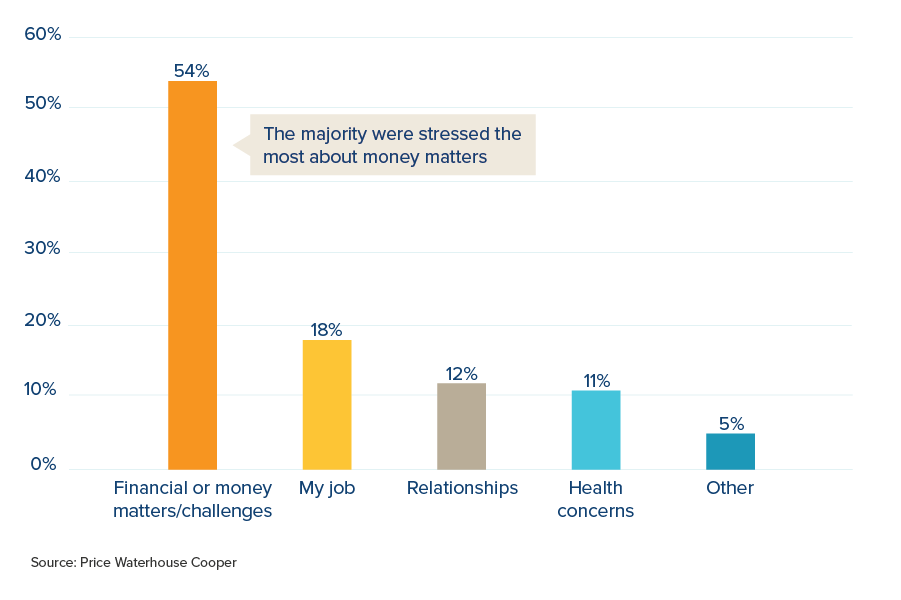 60%
54%
50%
The majority were stressed the
most about money matters
40%
30%
20%
18%
12%
11%
10%
5%
0%
Financial or money
matters/challenges
My job
Relationships
Health
concerns
Other
Source: Price Waterhouse Cooper